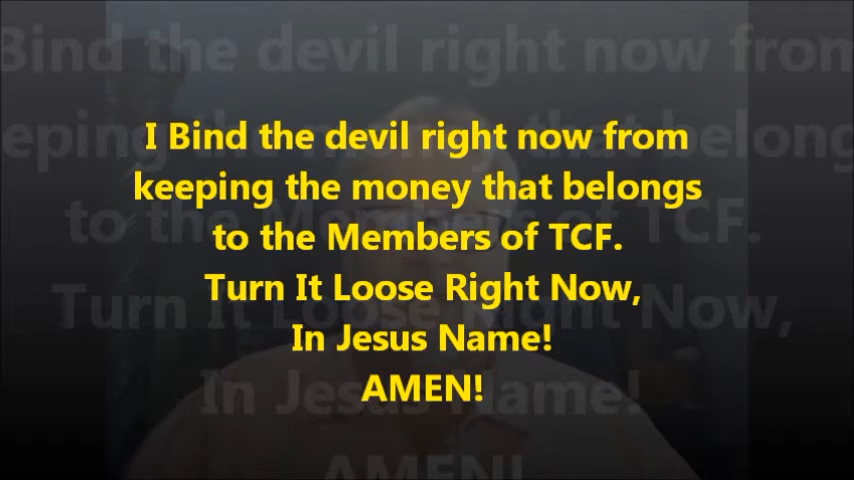 I Bind the devil right now from
keeping the money that belongs
to the Members of TCF.
Turn It Loose Right Now,
In Jesus Name!
AMEN!